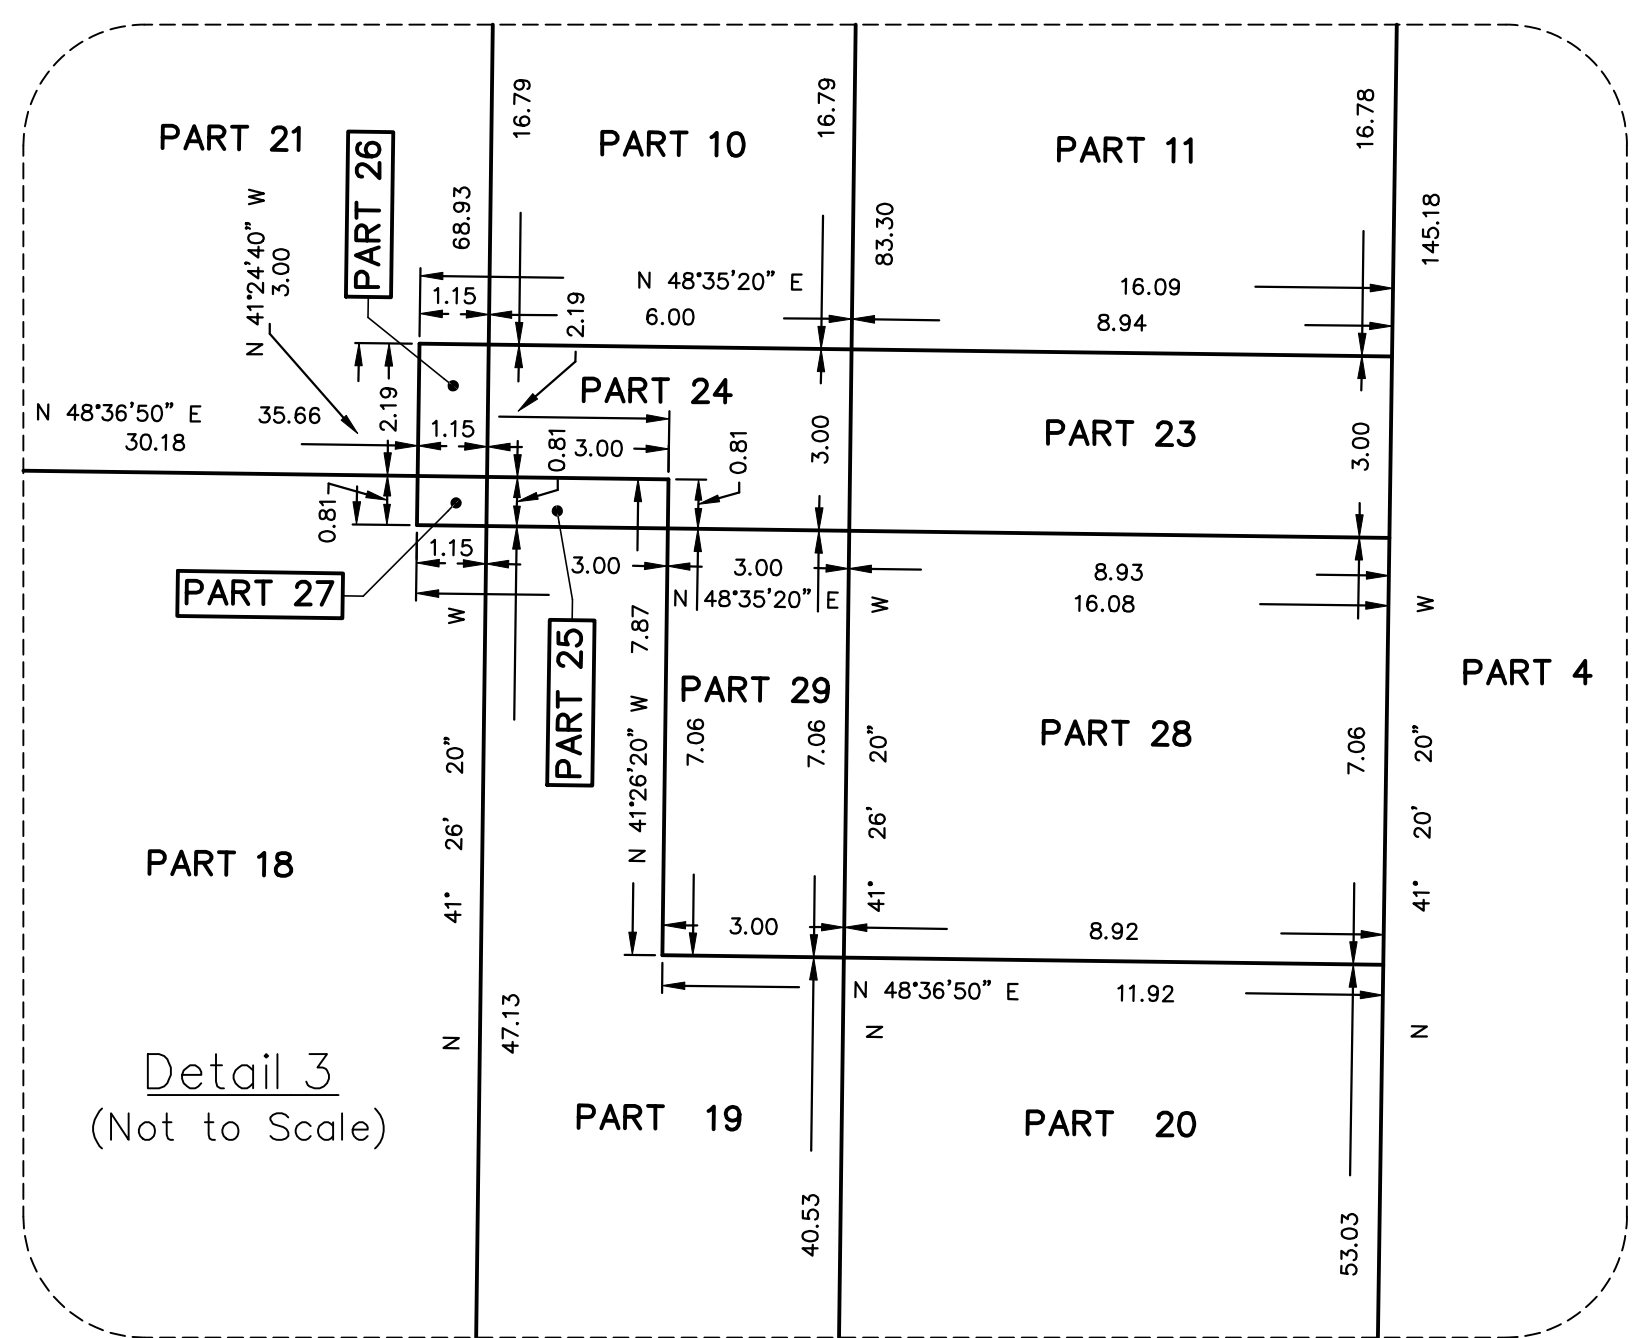 16.79
16.79
16.78
PART 21
PART 26
PART 10
PART 11
N 41°24'40" W
3.00
68.93
83.30
145.18
N 48°35'20" E
16.09
1.15
6.00
2.19
8.94
2.19
PART 24
N 48°36'50" E
35.66
30.18
1.15
0.81
3.00
0.81
3.00
PART 23
3.00
0.81
1.15
3.00
3.00
8.93
PART 27
N 48°35'20" E
16.08
N 41° 26' 20" W
N 41°26'20" W 7.87
N 41° 26' 20" W
N 41° 20' 20" W
PART 25
PART 29
PART 28
PART 4
7.06
7.06
7.06
PART 18
3.00
8.92
N 48°36'50" E
11.92
47.13
Detail 3
(Not to Scale)
PART 19
PART 20
40.53
53.03